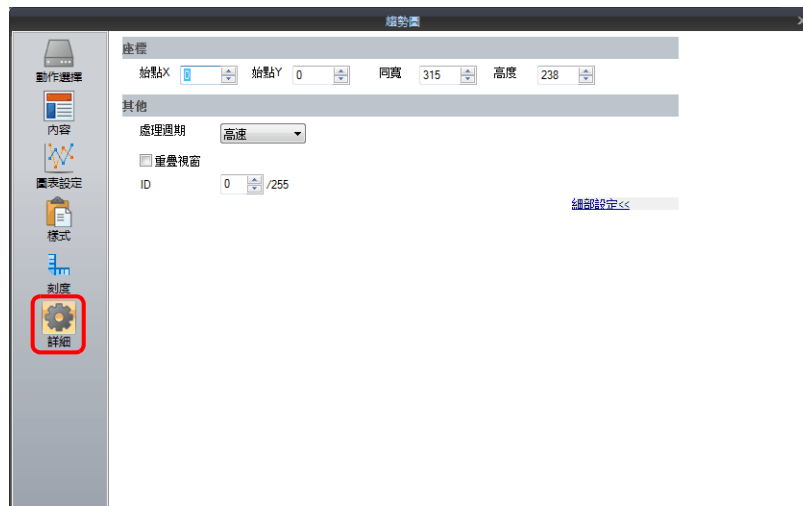 趨勢圖
動作選擇
內容
圖表設定
樣式
刻度
詳細
座標
始點X 0 始點Y 0 同寬 315 高度 238
其他
處理週期 高速
重疊視窗
ID 0 /255
細部設定<<